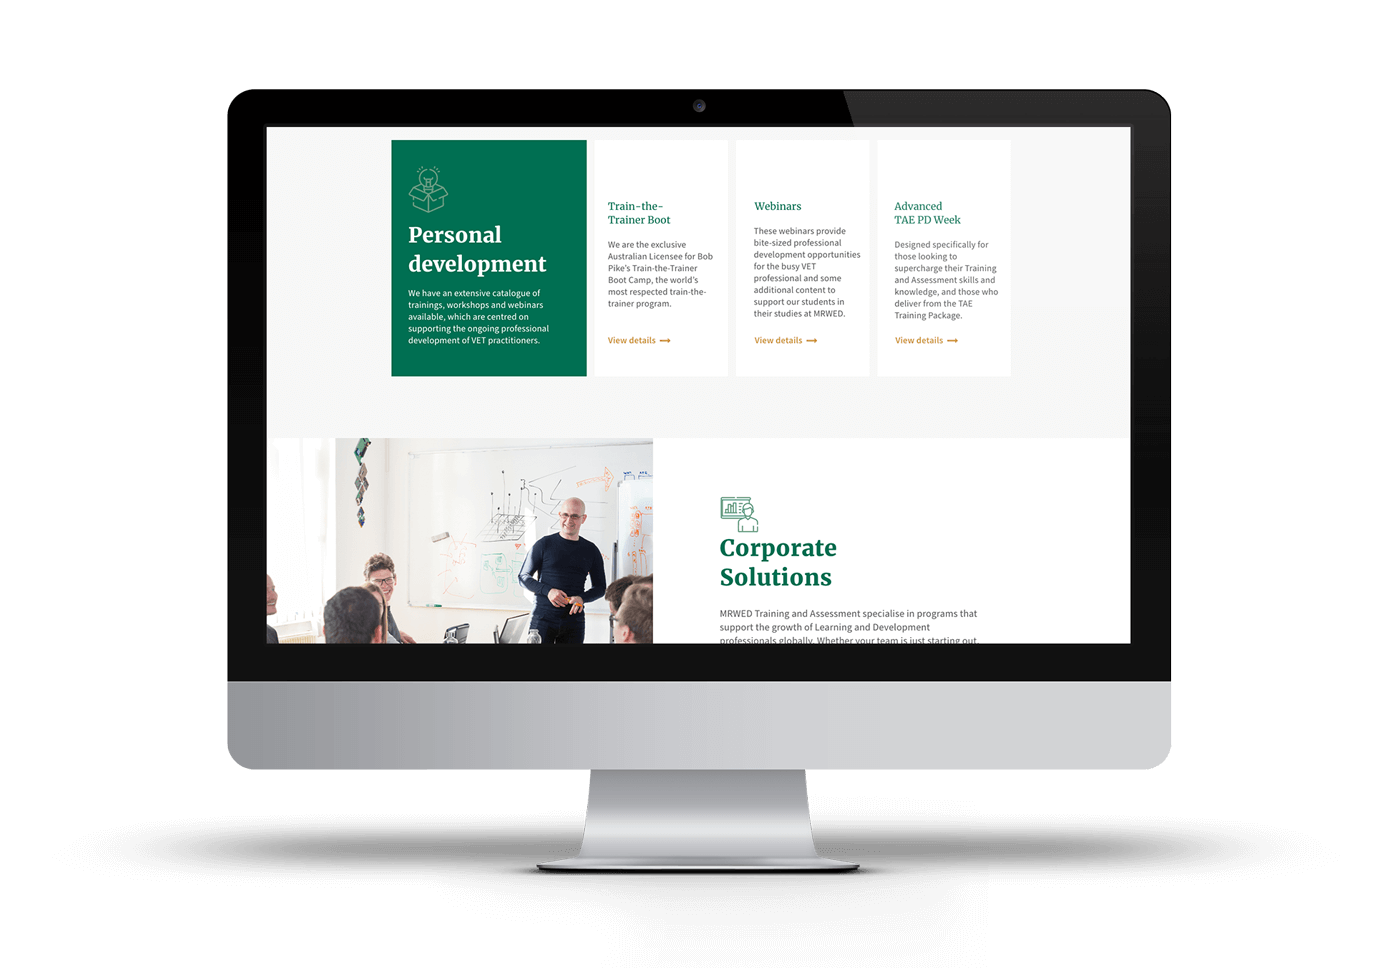 Personal
development
We have an extensive catalogue of
trainings, workshops and webinars
available, which are centred on
supporting the ongoing professional
development of VET practitioners.
Train-the-
Trainer Boot
We are the exclusive
Australian Licensee for Bob
Pike's Train-the-Trainer
Boot Camp, the world's
most respected train-the-
trainer program.
View details
Webinars
These webinars provide
bite-sized professional
development opportunities
for the busy VET
professional and some
additional content to
support our students in
their studies at MRWED.
View details
Advanced
TAE PD Week
Designed specifically for
those looking to
supercharge their Training
and Assessment skills and
knowledge, and those who
deliver from the TAE
Training Package.
View details
Corporate
Solutions
MRWED Training and Assessment specialise in programs that
support the growth of Learning and Development
professionals globally. Whether your team is just starting out,